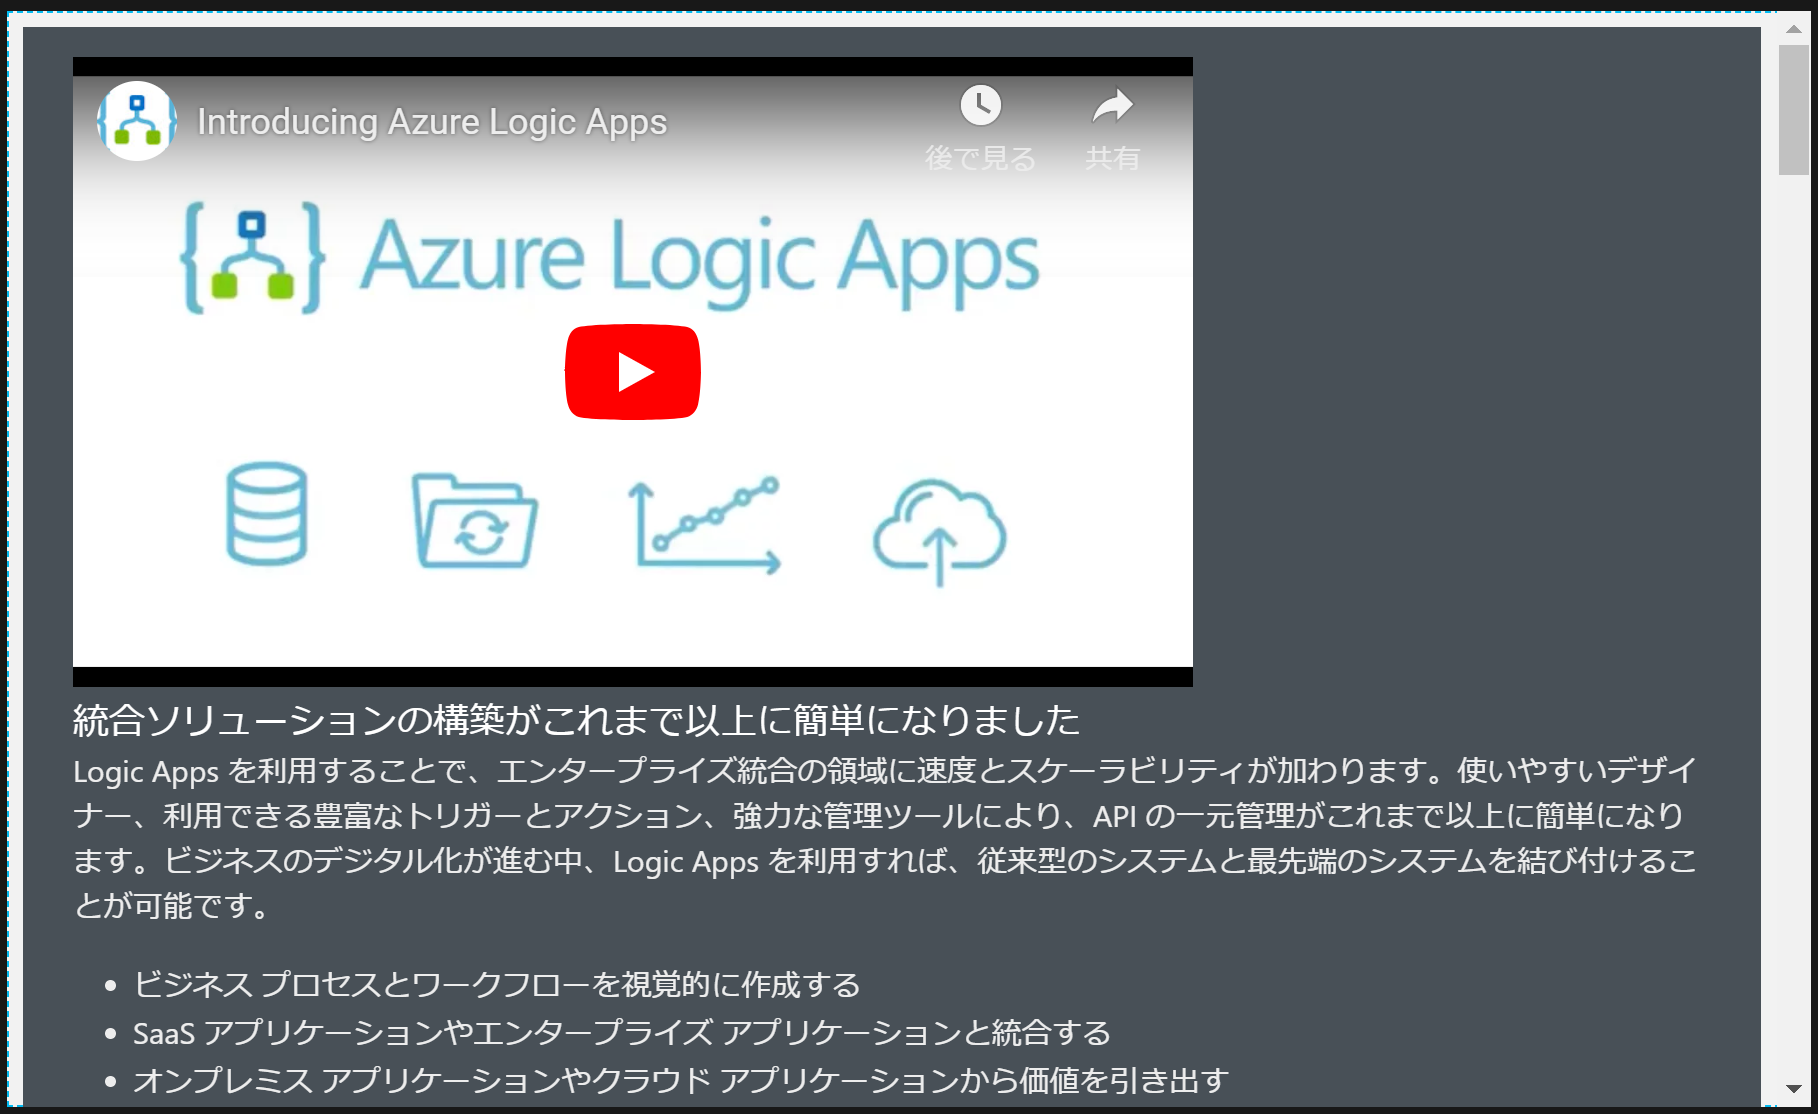 Introducing Azure Logic Apps
後で見る
共有
Azure Logic Apps
統合ソリューションの構築がこれまで以上に簡単になりました
Logic Apps を利用することで、エンタープライズ統合の領域に速度とスケーラビリティが加わります。使いやすいデザイ
ナー、利用できる豊富なトリガーとアクション、強力な管理ツールにより、API の一元管理がこれまで以上に簡単になり
ます。ビジネスのデジタル化が進む中、Logic Apps を利用すれば、従来型のシステムと最先端のシステムを結び付けるこ
とが可能です。
• ビジネス プロセスとワークフローを視覚的に作成する
• SaaS アプリケーションやエンタープライズ アプリケーションと統合する
• オンプレミス アプリケーションやクラウド アプリケーションから価値を引き出す